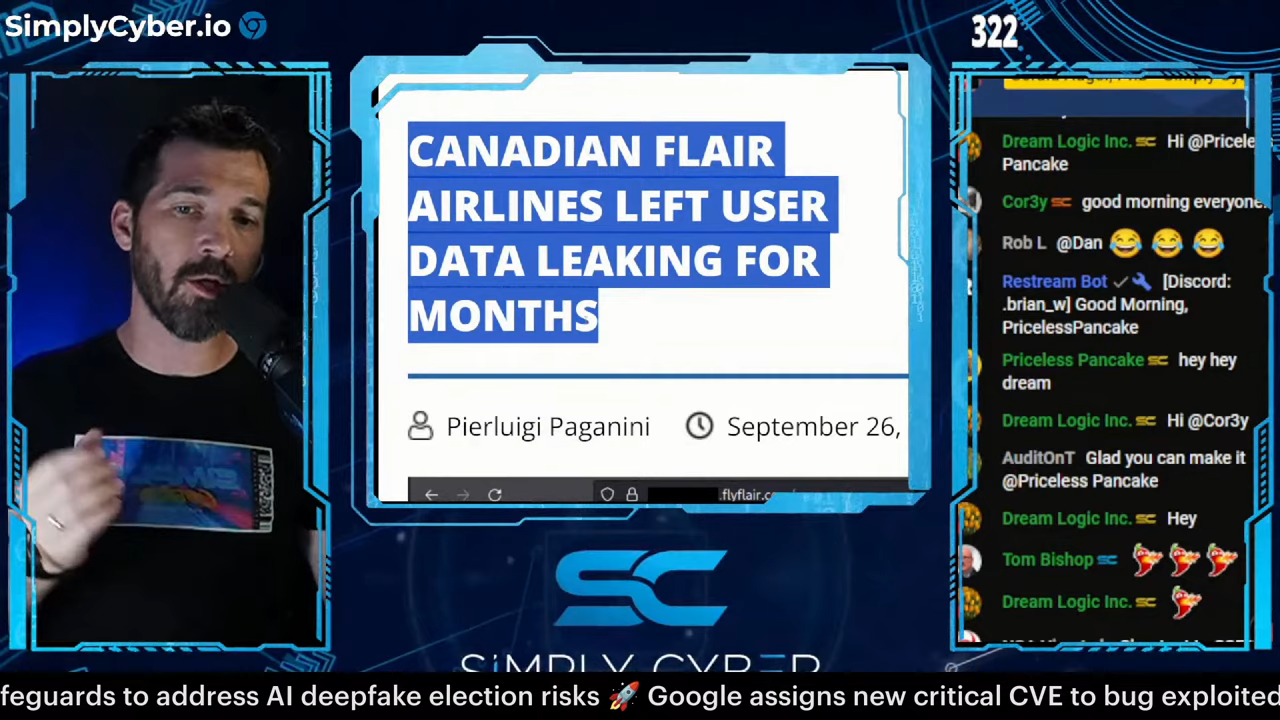 SimplyCyber.io
322
CANADIAN FLAIR
AIRLINES LEFT USER
DATA LEAKING FOR
MONTHS
Pierluigi Paganini
September 26,
.flyflair.c
SC
SIMPLY CYBER
Dream Logic Inc. Hi @Pricele
Pancake
Cor3y good morning everyone.
Rob L @Dan 😂 😂 😂
Restream Bot [Discord:
.brian_w] Good Morning,
PricelessPancake
Priceless Pancake hey hey
dream
Dream Logic Inc. Hi @Cor3y
AuditOnT Glad you can make it
@Priceless Pancake
Dream Logic Inc. Hey
Tom Bishop
Dream Logic Inc.
feguards to address AI deepfake election risks 🚀 Google assigns new critical CVE to bug exploited